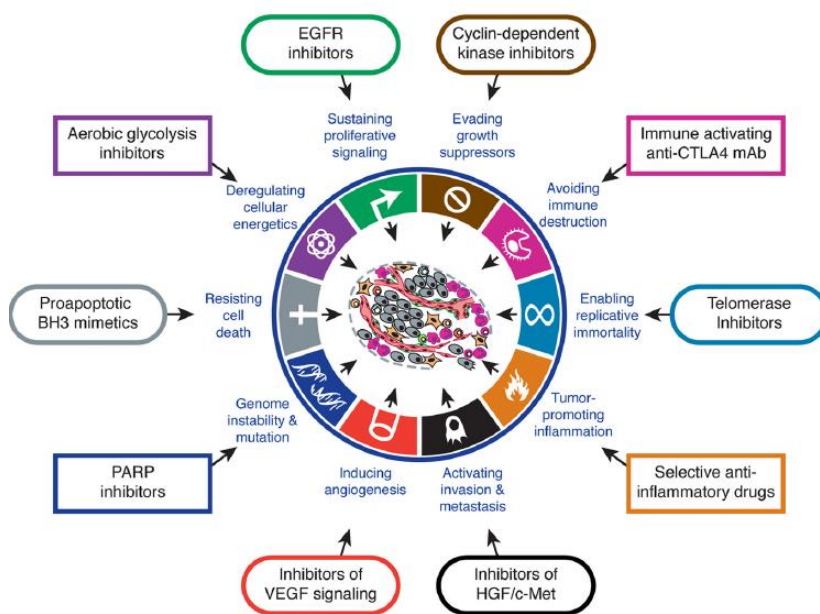 EGFR
inhibitors
Cyclin-dependent
kinase inhibitors
Sustaining
proliferative
signaling
Evading
growth
suppressors
Aerobic glycolysis
inhibitors
Immune activating
anti-CTLA4 mAb
Deregulating
cellular
energetics
Avoiding
immune
destruction
Proapoptotic
BH3 mimetics
Resisting
cell
death
Enabling
replicative
immortality
Telomerase
Inhibitors
Genome
instability &
mutation
Tumor-
promoting
inflammation
PARP
inhibitors
Inducing
angiogenesis
Activating
invasion &
metastasis
Selective anti-
inflammatory drugs
Inhibitors of
VEGF signaling
Inhibitors of
HGF/c-Met